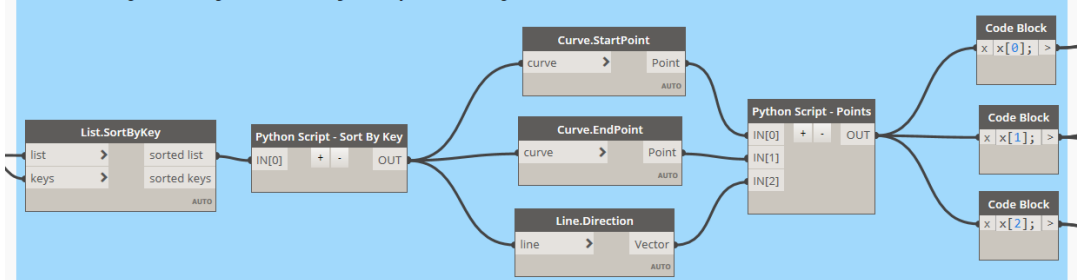 List.SortByKey
list > sorted list
keys > sorted keys
AUTO
Python Script - Sort By Key
IN[0] + - OUT
Curve.StartPoint
curve > Point
AUTO
Curve.EndPoint
curve > Point
AUTO
Line.Direction
line > Vector
AUTO
Python Script - Points
IN[0] + - OUT
IN[1]
IN[2]
Code Block
x x[0]; >
Code Block
x x[1]; >
Code Block
x x[2]; >